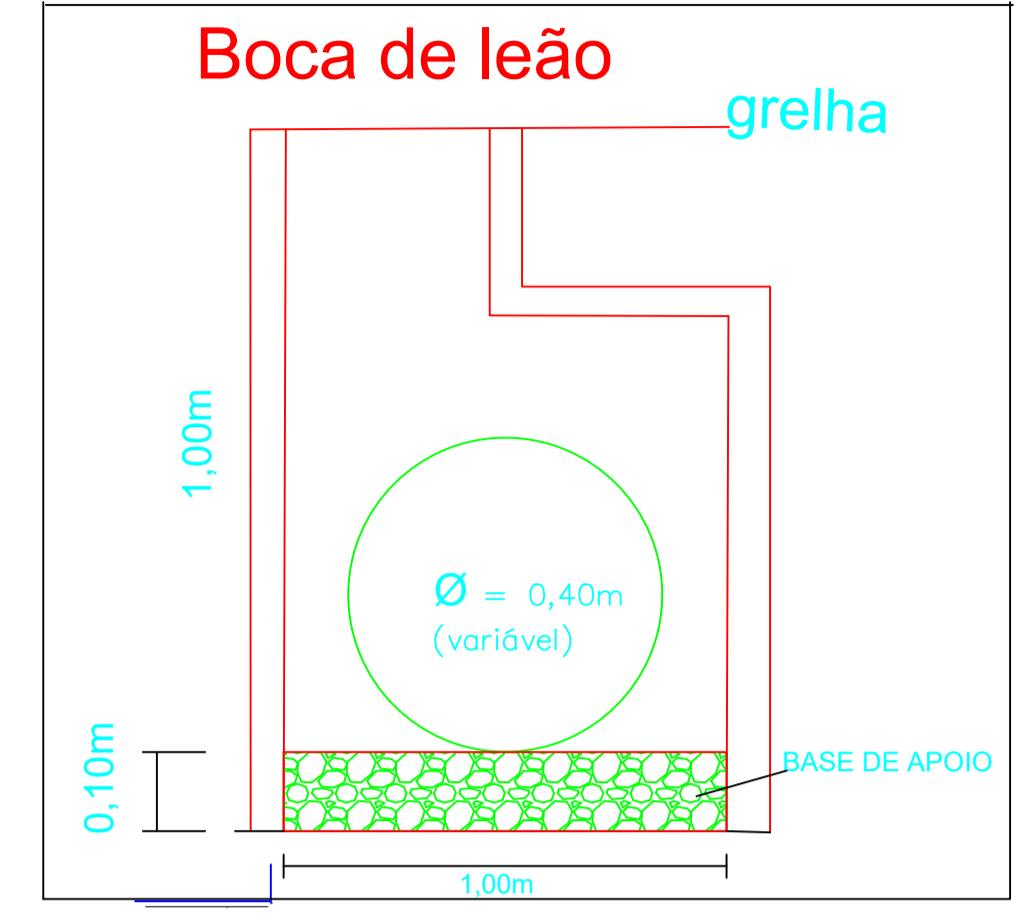 Boca de leão
grelha
1,00m
Ø = 0,40m
(variável)
0,10m
BASE DE APOIO
1,00m